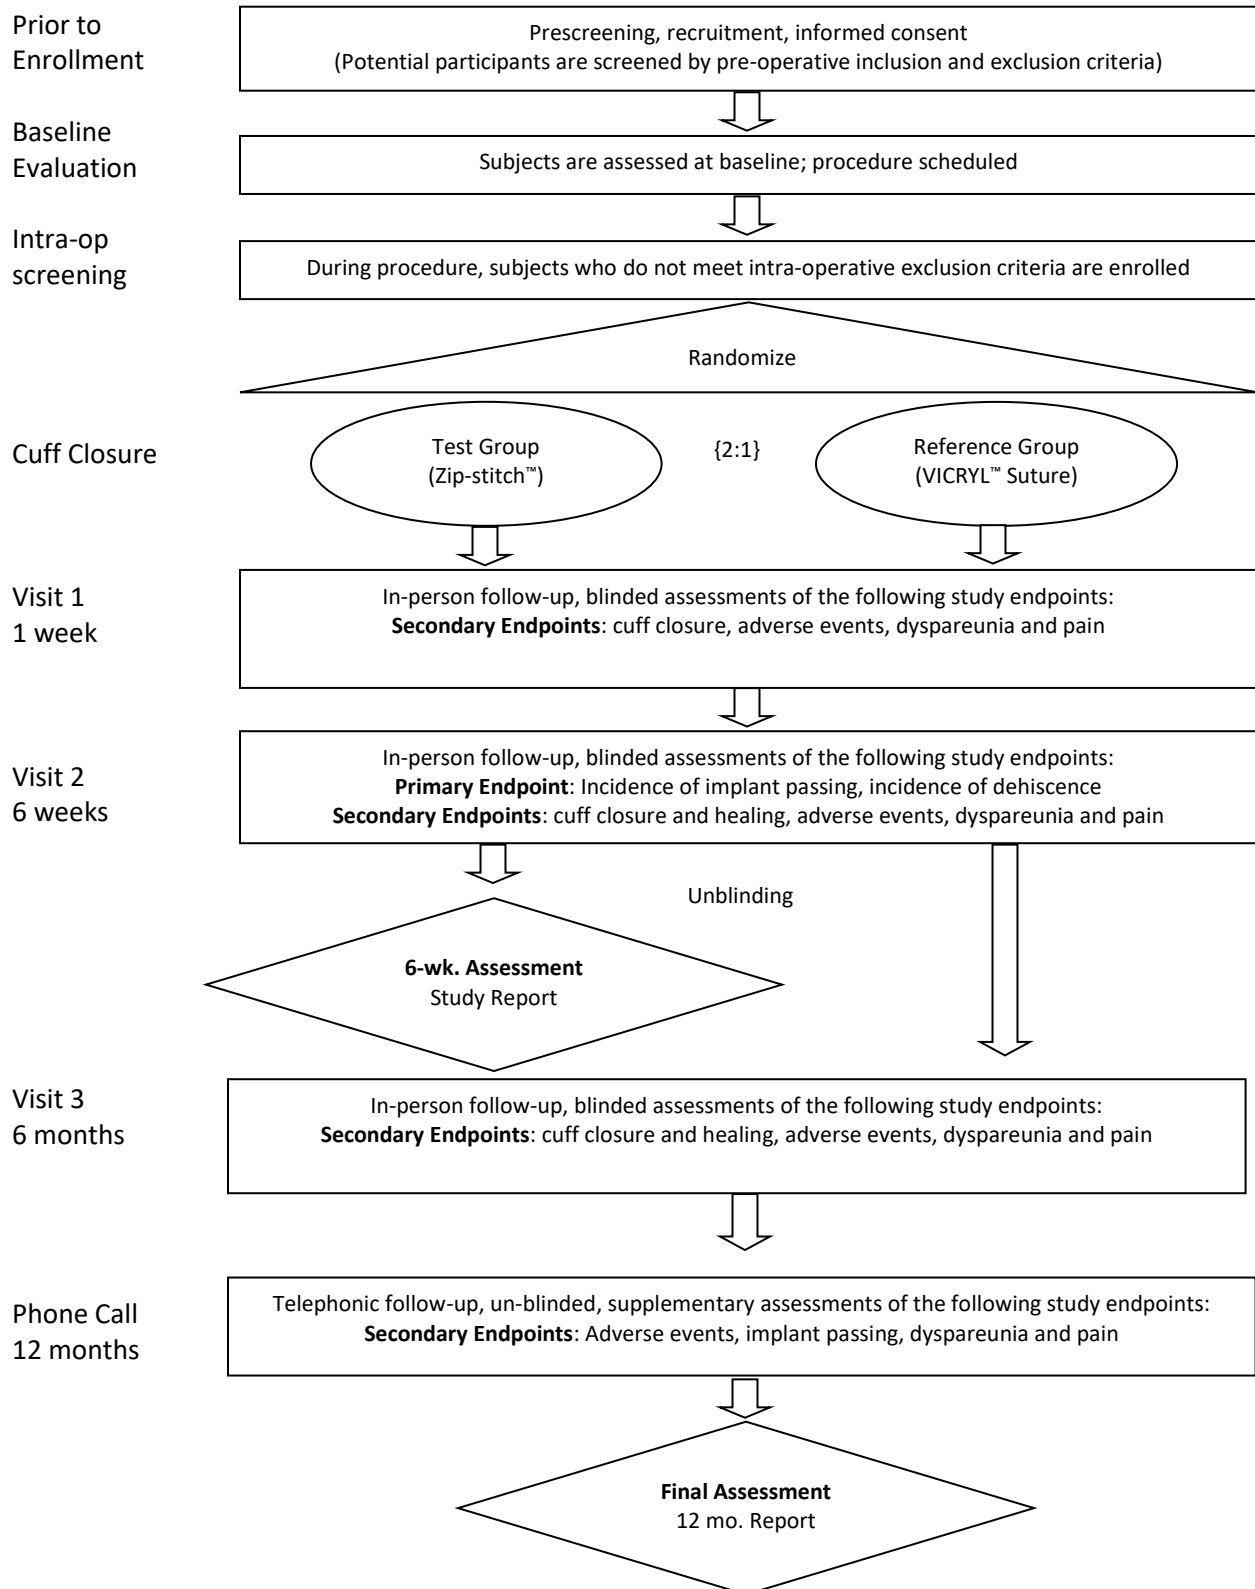 Prior to
Enrollment
Prescreening, recruitment, informed consent
(Potential participants are screened by pre-operative inclusion and exclusion criteria)
Baseline
Evaluation
Subjects are assessed at baseline; procedure scheduled
Intra-op
screening
During procedure, subjects who do not meet intra-operative exclusion criteria are enrolled
Randomize
Cuff Closure
Test Group
(Zip-stitch™)
{2:1}
Reference Group
(VICRYL™ Suture)
Visit 1
1 week
In-person follow-up, blinded assessments of the following study endpoints:
Secondary Endpoints: cuff closure, adverse events, dyspareunia and pain
Visit 2
6 weeks
In-person follow-up, blinded assessments of the following study endpoints:
Primary Endpoint: Incidence of implant passing, incidence of dehiscence
Secondary Endpoints: cuff closure and healing, adverse events, dyspareunia and pain
Unblinding
6-wk. Assessment
Study Report
Visit 3
6 months
In-person follow-up, blinded assessments of the following study endpoints:
Secondary Endpoints: cuff closure and healing, adverse events, dyspareunia and pain
Phone Call
12 months
Telephonic follow-up, un-blinded, supplementary assessments of the following study endpoints:
Secondary Endpoints: Adverse events, implant passing, dyspareunia and pain
Final Assessment
12 mo. Report